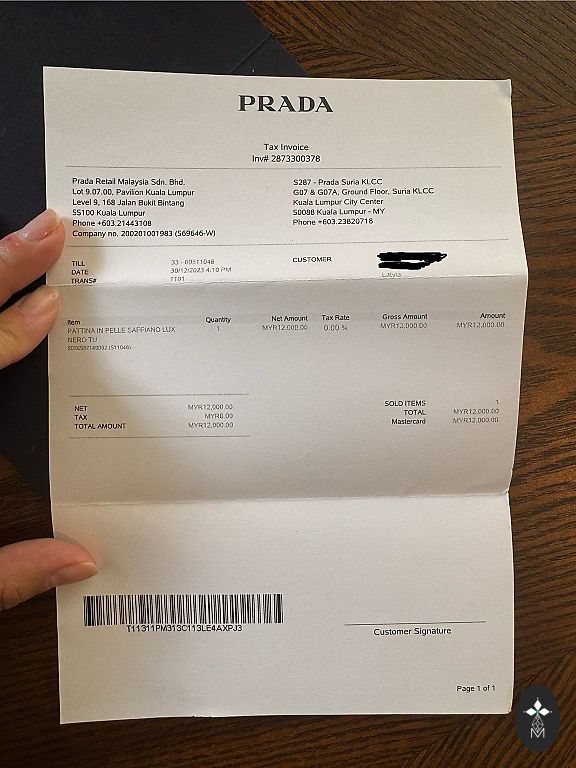 PRADA
Tax Invoice
Inv# 2873300378
Prada Retail Malaysia Sdn. Bhd.
Lot 9.07.00, Pavilion Kuala Lumpur
Level 9, 168 Jalan Bukit Bintang
55100 Kuala Lumpur
Phone +603.21443108
Company no. 200201001983 (569646-W)
S287 - Prada Suria KLCC
G07 & G07A, Ground Floor, Suria KLCC
Kuala Lumpur City Center
50088 Kuala Lumpur - MY
Phone +603.23820718
TILL 33 - 60511048
DATE 30/12/2023 4:10 PM
TRANS# 1101
CUSTOMER
Latvia
Item Quantity Net Amount Tax Rate Gross Amount Amount
PATTINA IN PELLE SAFFIANO LUX 1 MYR12,000.00 0.00 % MYR12,000.00 MYR12,000.00
NERO TU
NET MYR12,000.00
TAX MYR0.00
TOTAL AMOUNT MYR12,000.00
SOLD ITEMS 1
TOTAL MYR12,000.00
Mastercard MYR12,000.00
T11311PM313C113LE4AXPJ3
Customer Signature
Page 1 of 1
M